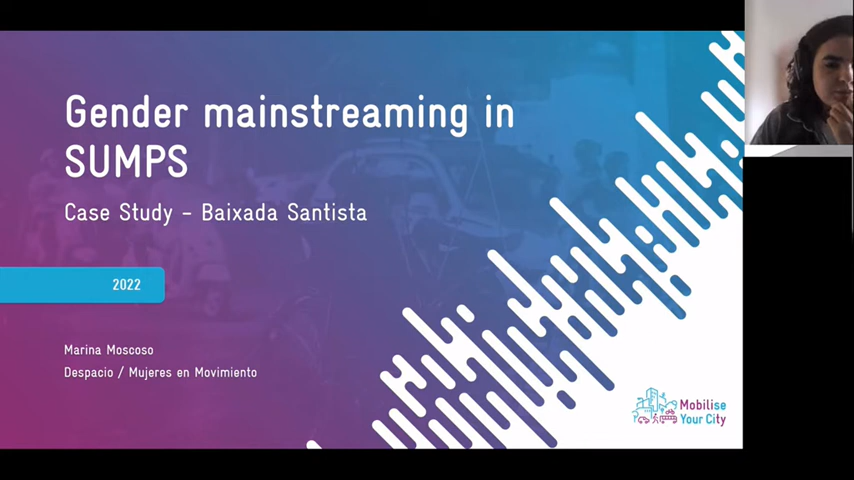 Gender mainstreaming in
SUMPS
Case Study - Baixada Santista
2022
Marina Moscoso
Despacio / Mujeres en Movimiento
Mobilise
Your City